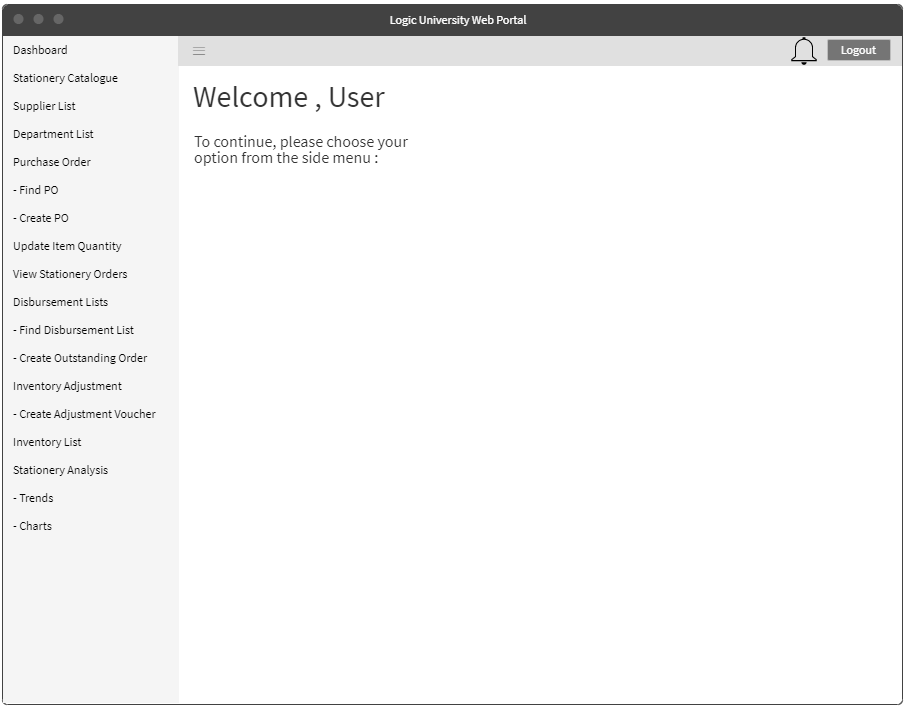 Logic University Web Portal
Logout
Dashboard
Stationery Catalogue
Supplier List
Department List
Purchase Order
- Find PO
- Create PO
Update Item Quantity
View Stationery Orders
Disbursement Lists
- Find Disbursement List
- Create Outstanding Order
Inventory Adjustment
- Create Adjustment Voucher
Inventory List
Stationery Analysis
- Trends
- Charts
Welcome , User
To continue, please choose your
option from the side menu :